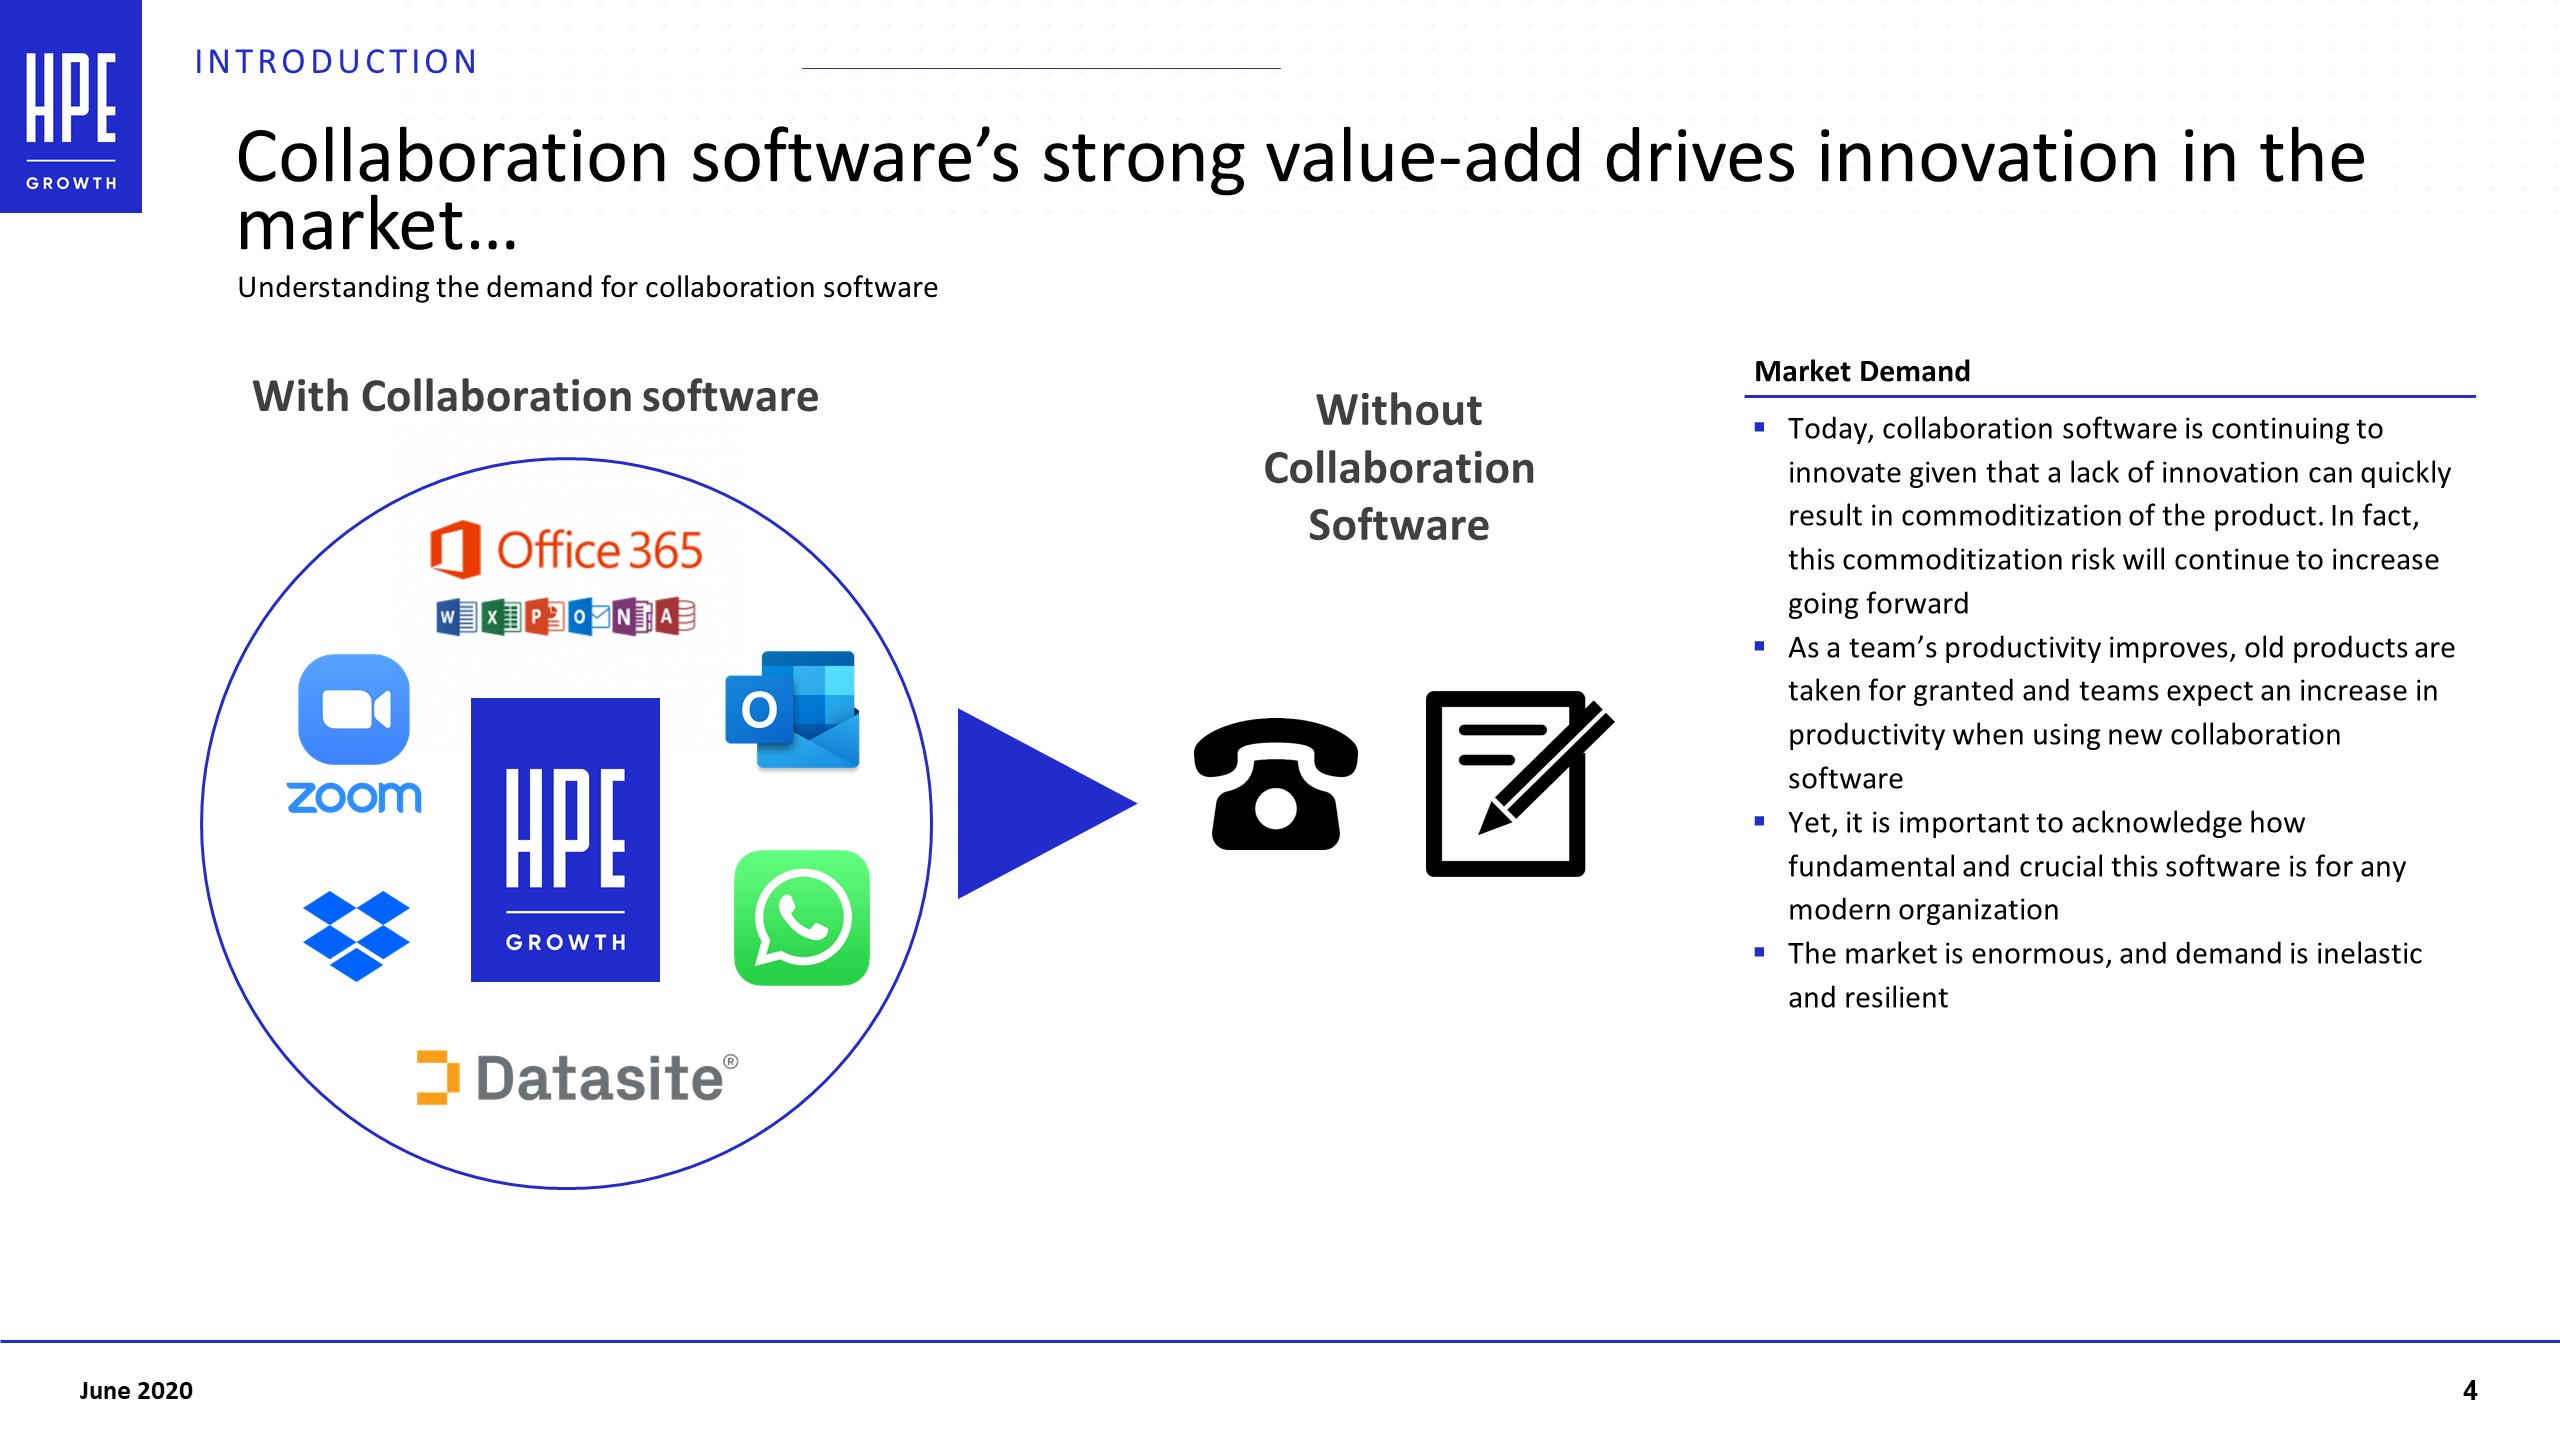 HPE
GROWTH
INTRODUCTION
Collaboration software’s strong value-add drives innovation in the
market…
Understanding the demand for collaboration software
With Collaboration software
Office 365
W X P O N A
zoom
O
HPE
GROWTH
Datasite®
Without
Collaboration
Software
Market Demand
▪ Today, collaboration software is continuing to
innovate given that a lack of innovation can quickly
result in commoditization of the product. In fact,
this commoditization risk will continue to increase
going forward
▪ As a team’s productivity improves, old products are
taken for granted and teams expect an increase in
productivity when using new collaboration
software
▪ Yet, it is important to acknowledge how
fundamental and crucial this software is for any
modern organization
▪ The market is enormous, and demand is inelastic
and resilient
June 2020
4